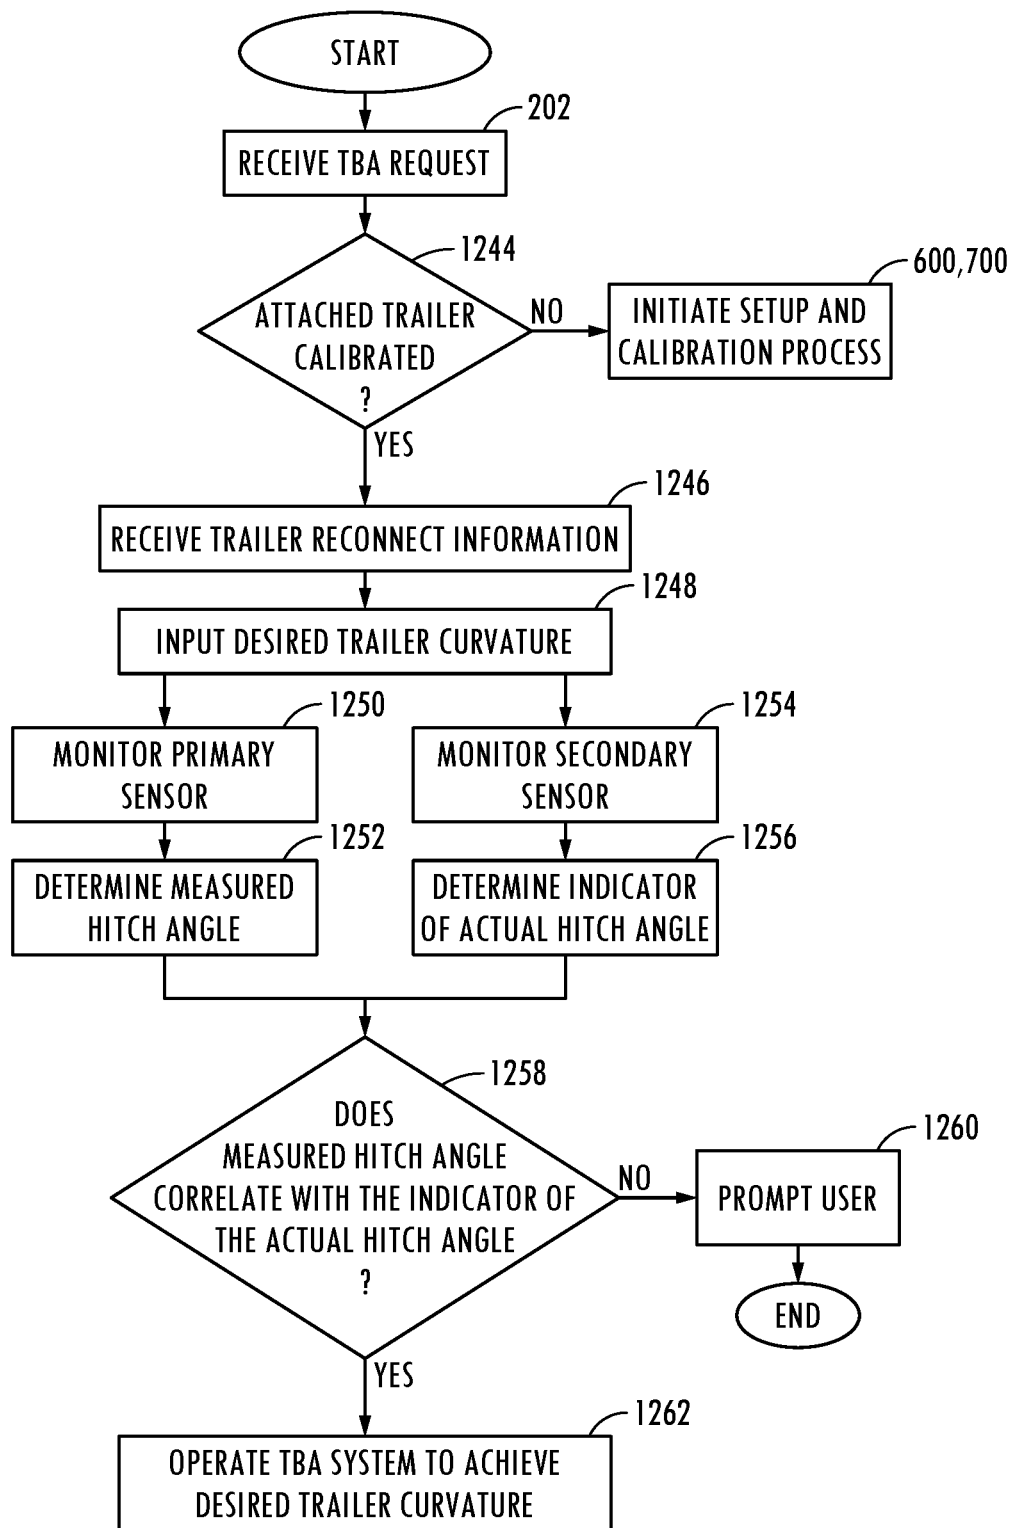 START
202
RECEIVE TBA REQUEST
1244
600,700
ATTACHED TRAILER
CALIBRATED
?
NO
INITIATE SETUP AND
CALIBRATION PROCESS
YES
1246
RECEIVE TRAILER RECONNECT INFORMATION
1248
INPUT DESIRED TRAILER CURVATURE
1250
MONITOR PRIMARY
SENSOR
1254
MONITOR SECONDARY
SENSOR
1252
DETERMINE MEASURED
HITCH ANGLE
1256
DETERMINE INDICATOR
OF ACTUAL HITCH ANGLE
1258
DOES
MEASURED HITCH ANGLE
CORRELATE WITH THE INDICATOR OF
THE ACTUAL HITCH ANGLE
?
NO
1260
PROMPT USER
END
YES
1262
OPERATE TBA SYSTEM TO ACHIEVE
DESIRED TRAILER CURVATURE